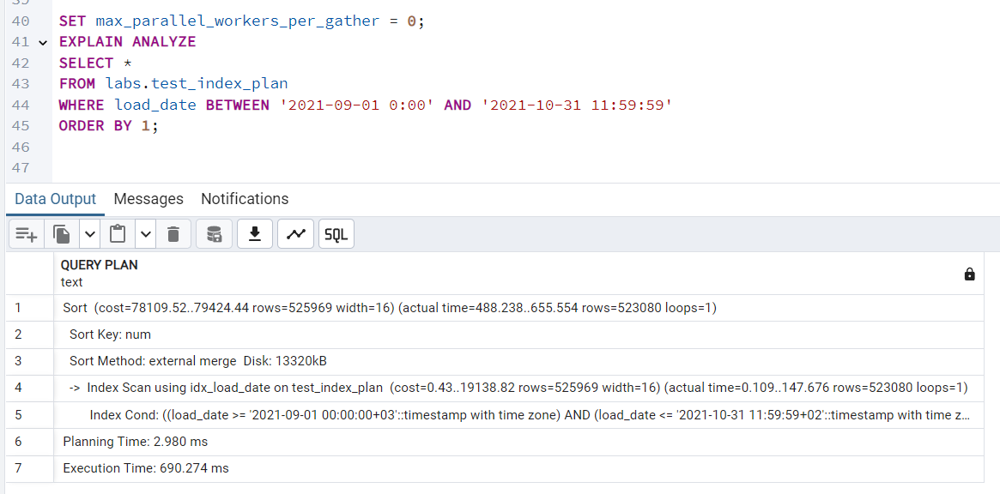 39
40 SET max_parallel_workers_per_gather = 0;
41 EXPLAIN ANALYZE
42 SELECT *
43 FROM labs.test_index_plan
44 WHERE load_date BETWEEN '2021-09-01 0:00' AND '2021-10-31 11:59:59'
45 ORDER BY 1;
46
47
Data Output Messages Notifications
SQL
QUERY PLAN
text
1 Sort (cost=78109.52..79424.44 rows=525969 width=16) (actual time=488.238..655.554 rows=523080 loops=1)
2 Sort Key: num
3 Sort Method: external merge Disk: 13320kB
4 -> Index Scan using idx_load_date on test_index_plan (cost=0.43..19138.82 rows=525969 width=16) (actual time=0.109..147.676 rows=523080 loops=1)
5 Index Cond: ((load_date >= '2021-09-01 00:00:00+03'::timestamp with time zone) AND (load_date <= '2021-10-31 11:59:59+02'::timestamp with time z...
6 Planning Time: 2.980 ms
7 Execution Time: 690.274 ms